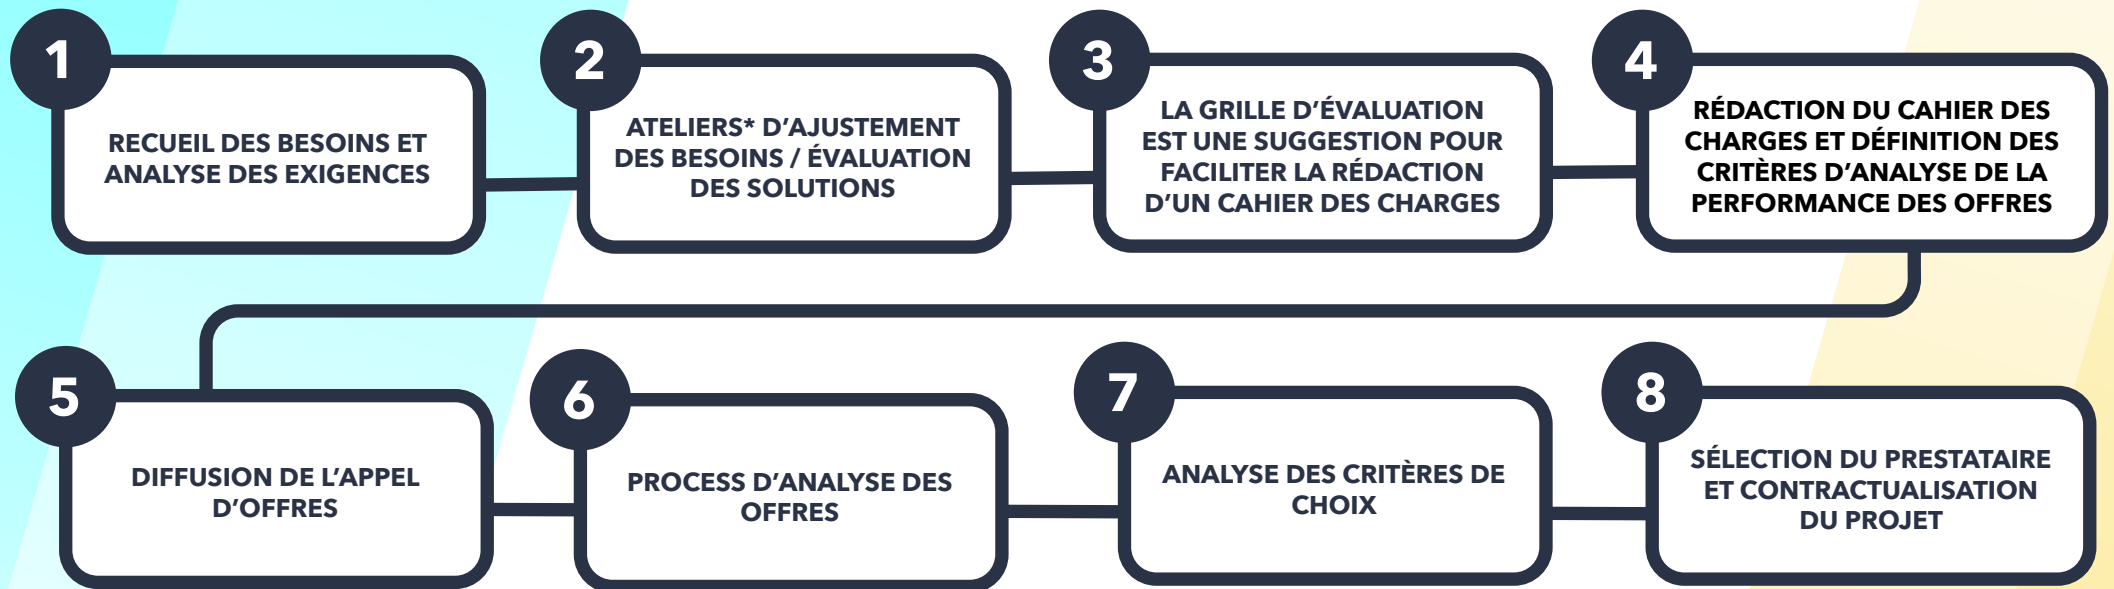 1
RECUEIL DES BESOINS ET
ANALYSE DES EXIGENCES
2
ATELIERS* D’AJUSTEMENT
DES BESOINS / ÉVALUATION
DES SOLUTIONS
3
LA GRILLE D’ÉVALUATION
EST UNE SUGGESTION POUR
FACILITER LA RÉDACTION
D’UN CAHIER DES CHARGES
4
RÉDACTION DU CAHIER DES
CHARGES ET DÉFINITION DES
CRITÈRES D’ANALYSE DE LA
PERFORMANCE DES OFFRES
5
DIFFUSION DE L’APPEL
D’OFFRES
6
PROCESS D’ANALYSE DES
OFFRES
7
ANALYSE DES CRITÈRES DE
CHOIX
8
SÉLECTION DU PRESTATAIRE
ET CONTRACTUALISATION
DU PROJET